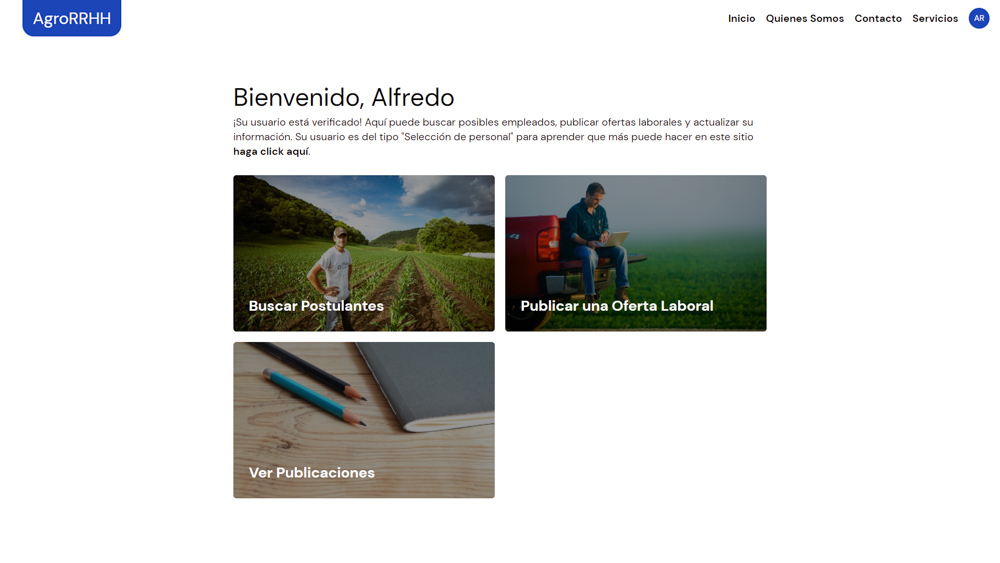 AgroRRHH
Inicio Quienes Somos Contacto Servicios AR
Bienvenido, Alfredo
¡Su usuario está verificado! Aquí puede buscar posibles empleados, publicar ofertas laborales y actualizar su
información. Su usuario es del tipo "Selección de personal" para aprender que más puede hacer en este sitio
haga click aquí.
Buscar Postulantes
Publicar una Oferta Laboral
Ver Publicaciones